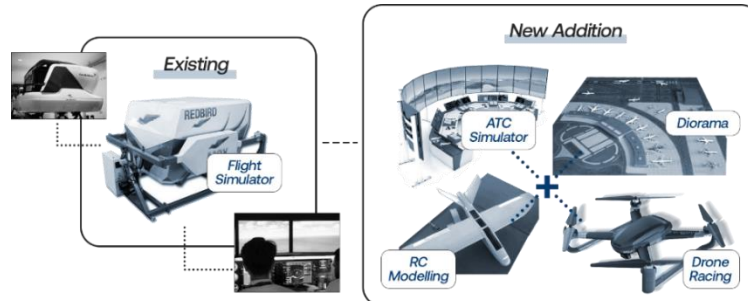 Existing
REDBIRD
Flight
Simulator
New Addition
ATC
Simulator
Diorama
RC
Modelling
Drone
Racing